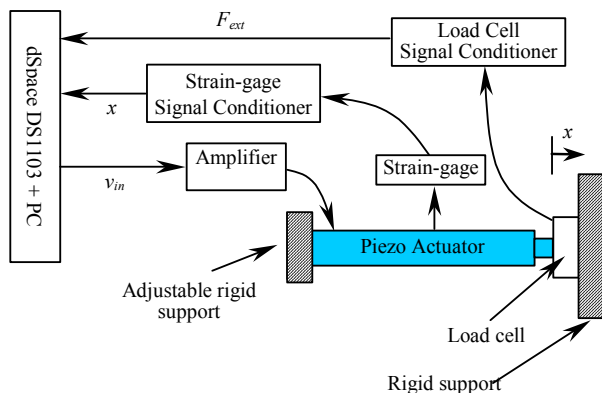 F_ext
Load Cell
Signal Conditioner
dSpace DS1103 + PC
x
Strain-gage
Signal Conditioner
x
Amplifier
v_in
Strain-gage
Piezo Actuator
Adjustable rigid
support
Load cell
Rigid support